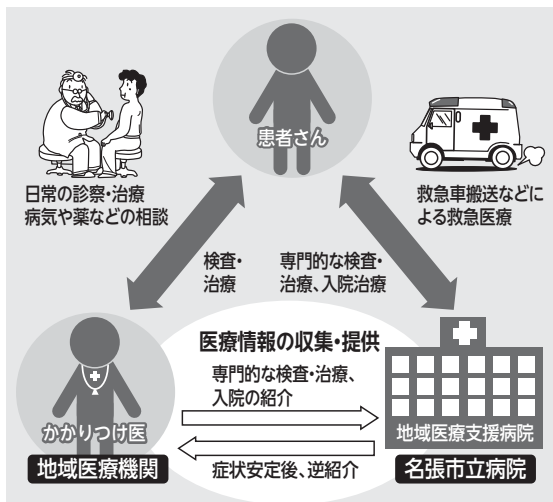 患者さん
日常の診察・治療
病気や薬などの相談
救急車搬送などに
よる救急医療
検査・
治療
専門的な検査・
治療、入院治療
医療情報の収集・提供
専門的な検査・治療、
入院の紹介
かかりつけ医
地域医療支援病院
地域医療機関
症状安定後、逆紹介
名張市立病院